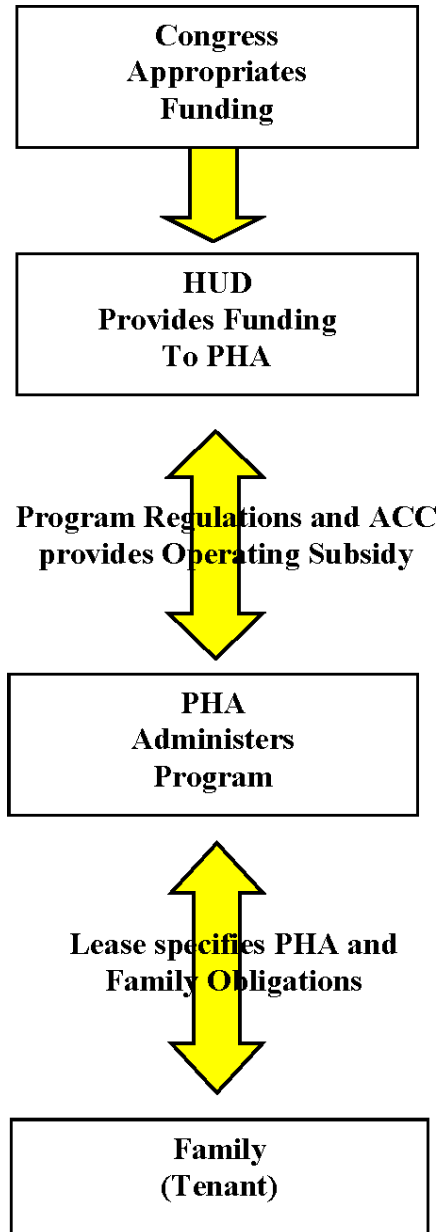 Congress
Appropriates
Funding
HUD
Provides Funding
To PHA
Program Regulations and ACC
provides Operating Subsidy
PHA
Administers
Program
Lease specifies PHA and
Family Obligations
Family
(Tenant)